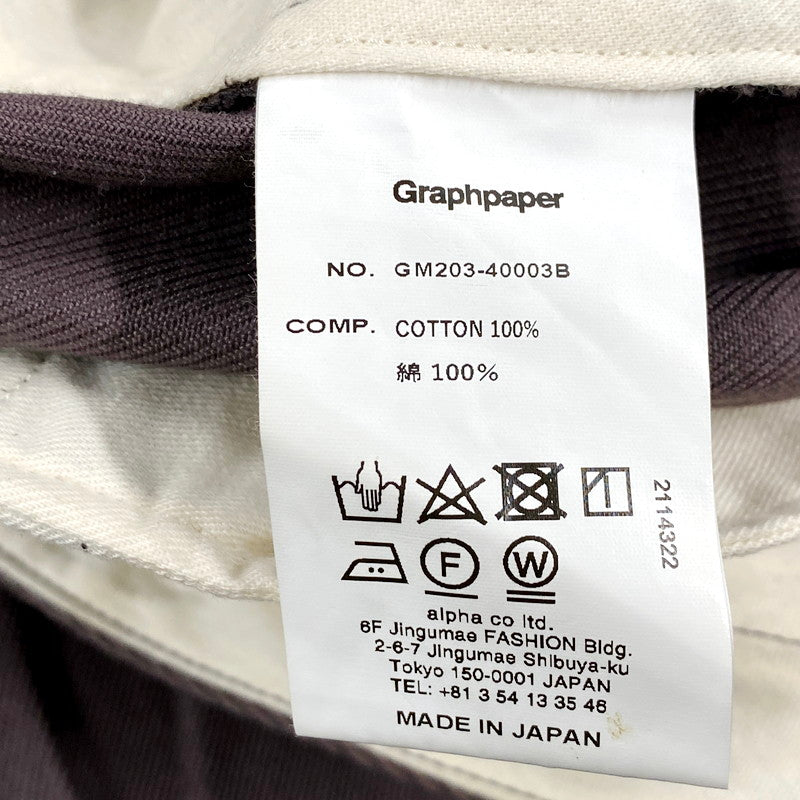 Graphpaper
NO. GM203-40003B
COMP. COTTON 100%
綿 100%
2114322
F W
alpha co ltd.
6F Jingumae FASHION Bldg.
2-6-7 Jingumae Shibuya-ku
Tokyo 150-0001 JAPAN
TEL: +81 3 54 13 35 46
MADE IN JAPAN